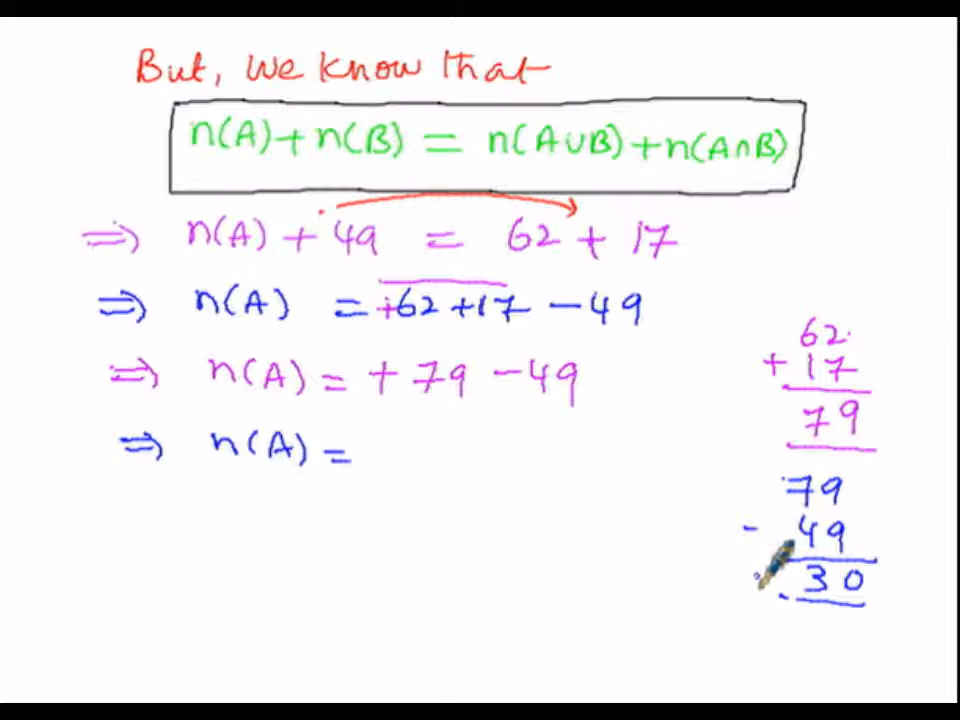 But, We know that
n(A)+n(B) = n(A∪B)+n(A∩B)
⇒ n(A) + 49 = 62 + 17
⇒ n(A) = +62 +17 - 49
⇒ n(A) = + 79 - 49
⇒ n(A) =
62
+ 17
79
79
- 49
30